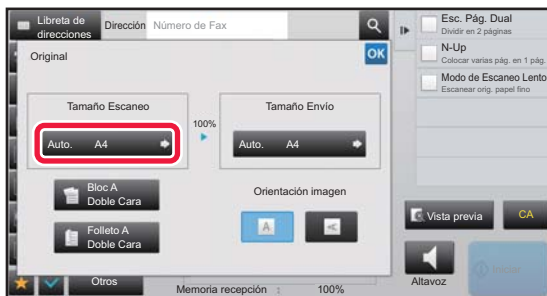 Libreta de
direcciones
Dirección
Número de Fax
Original
OK
Tamaño Escaneo
100%
Tamaño Envío
Auto. A4
Auto. A4
Bloc A
Doble Cara
Folleto A
Doble Cara
Orientación imagen
A
A
Otros
Memoria recepción : 100%
Esc. Pág. Dual
Dividir en 2 páginas
N-Up
Colocar varias pág. en 1 pág.
Modo de Escaneo Lento
Escanear orig. papel fino
Vista previa
CA
Altavoz
Iniciar